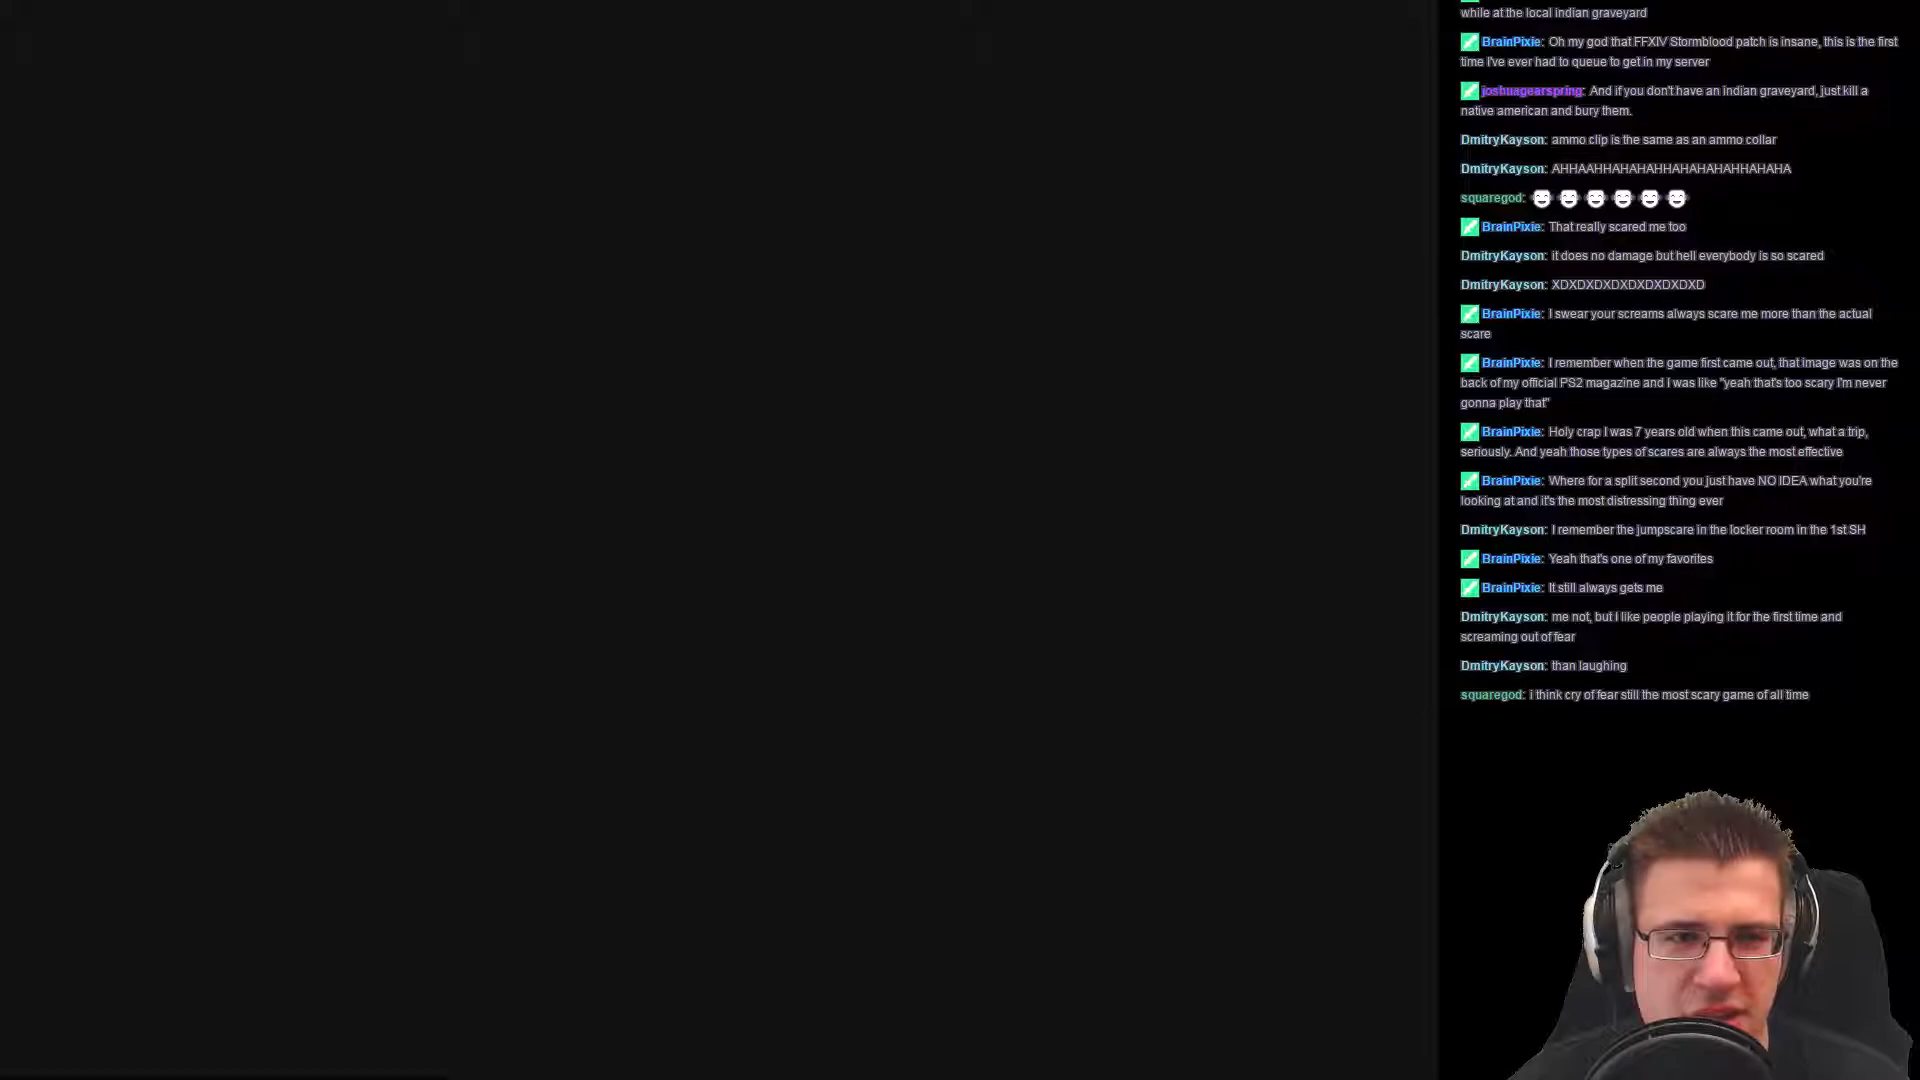 while at the local indian graveyard
BrainPixie: Oh my god that FFXIV Stormblood patch is insane, this is the first
time I've ever had to queue to get in my server
joshuagearspring: And if you don't have an indian graveyard, just kill a
native american and bury them.
DmitryKayson: ammo clip is the same as an ammo collar
DmitryKayson: AHHAAHHAHAHAHHAHAHAHAHHAHAHA
squaregod:
BrainPixie: That really scared me too
DmitryKayson: it does no damage but hell everybody is so scared
DmitryKayson: XDXDXDXDXDXDXDXDXD
BrainPixie: I swear your screams always scare me more than the actual
scare
BrainPixie: I remember when the game first came out, that image was on the
back of my official PS2 magazine and I was like "yeah that's too scary I'm never
gonna play that"
BrainPixie: Holy crap I was 7 years old when this came out, what a trip,
seriously. And yeah those types of scares are always the most effective
BrainPixie: Where for a split second you just have NO IDEA what you're
looking at and it's the most distressing thing ever
DmitryKayson: I remember the jumpscare in the locker room in the 1st SH
BrainPixie: Yeah that's one of my favorites
BrainPixie: It still always gets me
DmitryKayson: me not, but I like people playing it for the first time and
screaming out of fear
DmitryKayson: than laughing
squaregod: i think cry of fear still the most scary game of all time